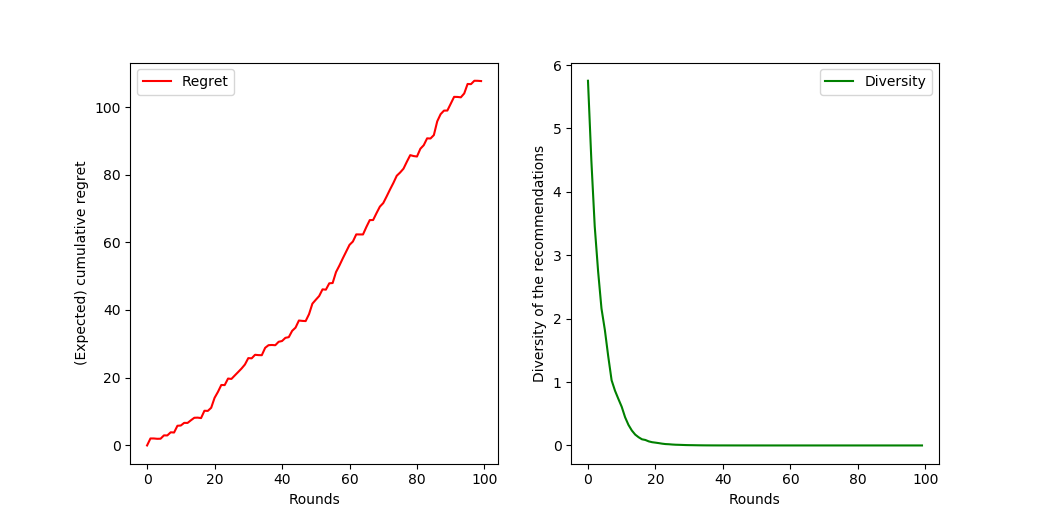 Regret
(Expected) cumulative regret
100
80
60
40
20
0
0 20 40 60 80 100
Rounds
Diversity
Diversity of the recommendations
6
5
4
3
2
1
0
0 20 40 60 80 100
Rounds